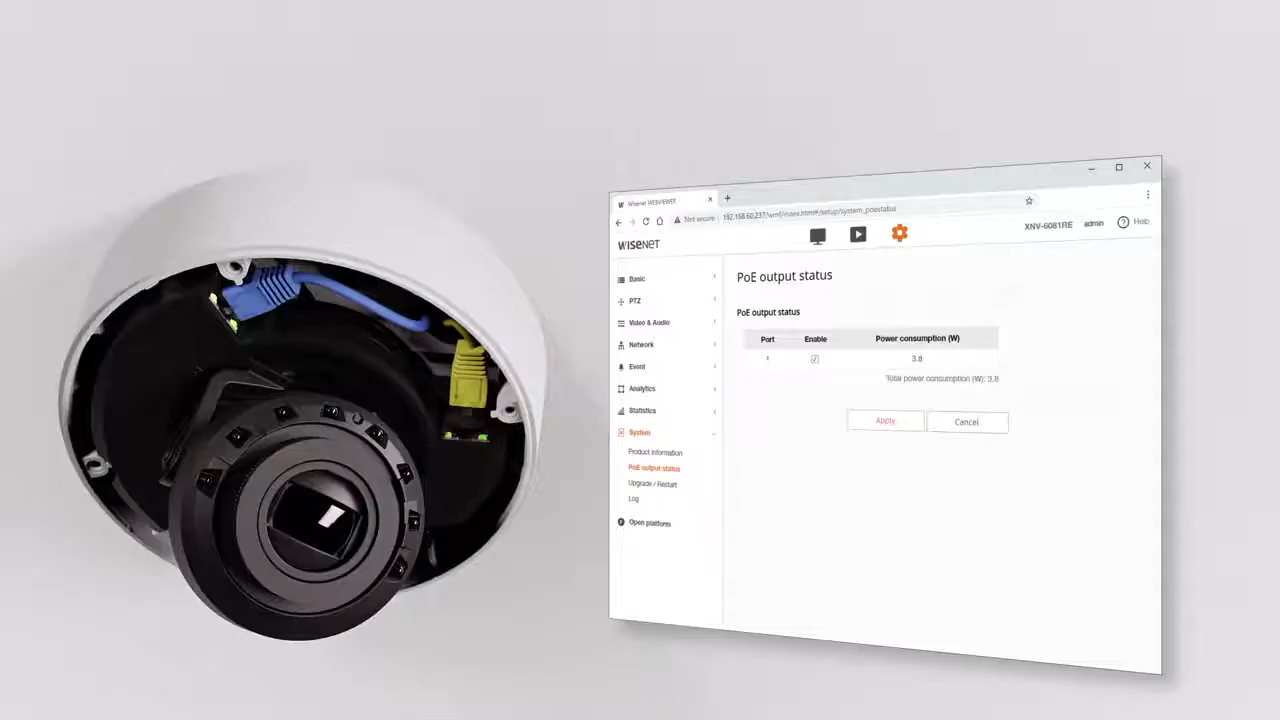 Wisenet WEBVIEWER
Not secure 192.168.60.237/wmf/index.html#/setup/system_poestatus
WISENET
XNV-6081RE admin ? Help
Basic
PTZ
Video & Audio
Network
Event
Analytics
Statistics
System
Product information
PoE output status
Upgrade / Restart
Log
Open platform
PoE output status
PoE output status
Port Enable Power consumption (W)
1 3.8
Total power consumption (W): 3.8
Apply Cancel